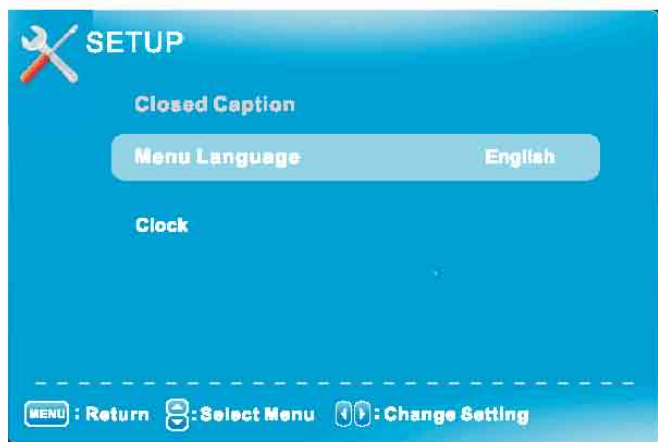 SETUP
Closed Caption
Menu Language English
Clock
MENU : Return : Select Menu : Change Setting